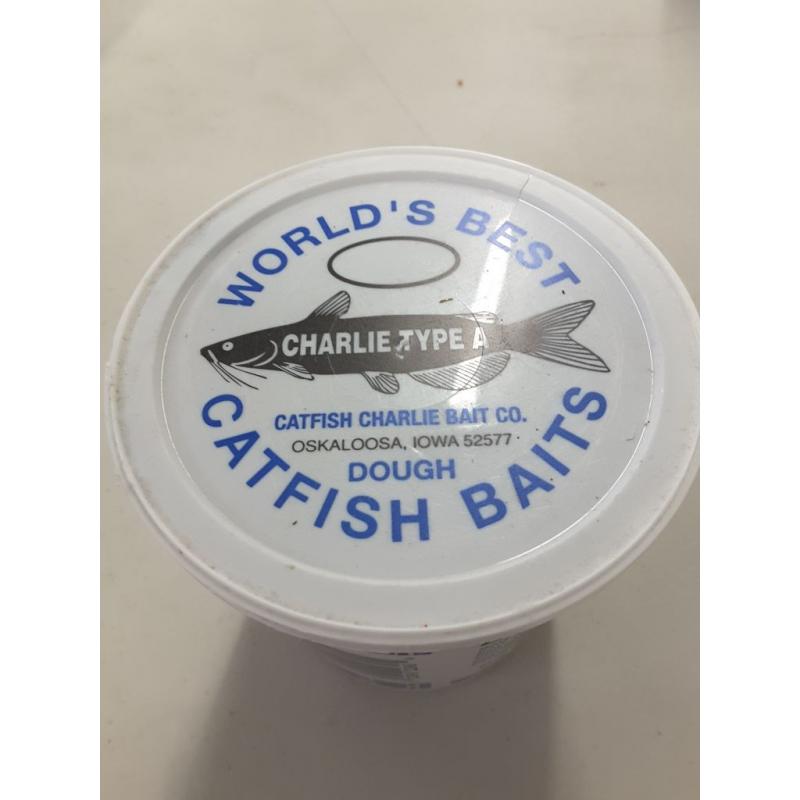 WORLD'S BEST
CHARLIE TYPE A
CATFISH CHARLIE BAIT CO.
OSKALOOSA, IOWA 52577
DOUGH
CATFISH BAITS